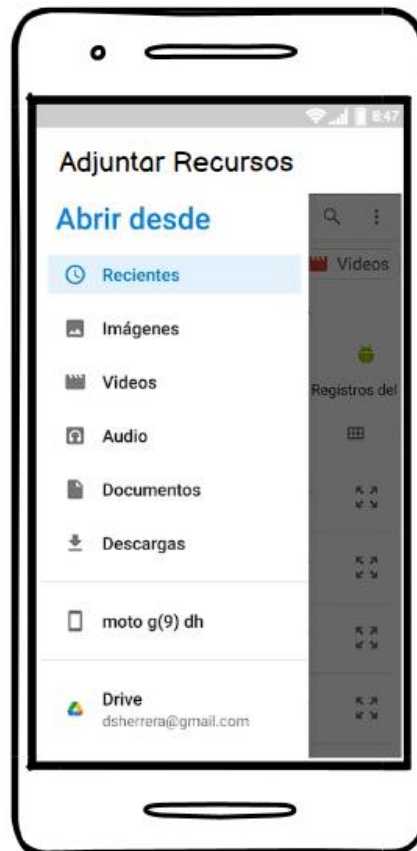 8:47
Adjuntar Recursos
Abrir desde
Recientes
Videos
Imágenes
Videos
Registros del
Audio
Documentos
Descargas
moto g(9) dh
Drive
dsherrera@gmail.com